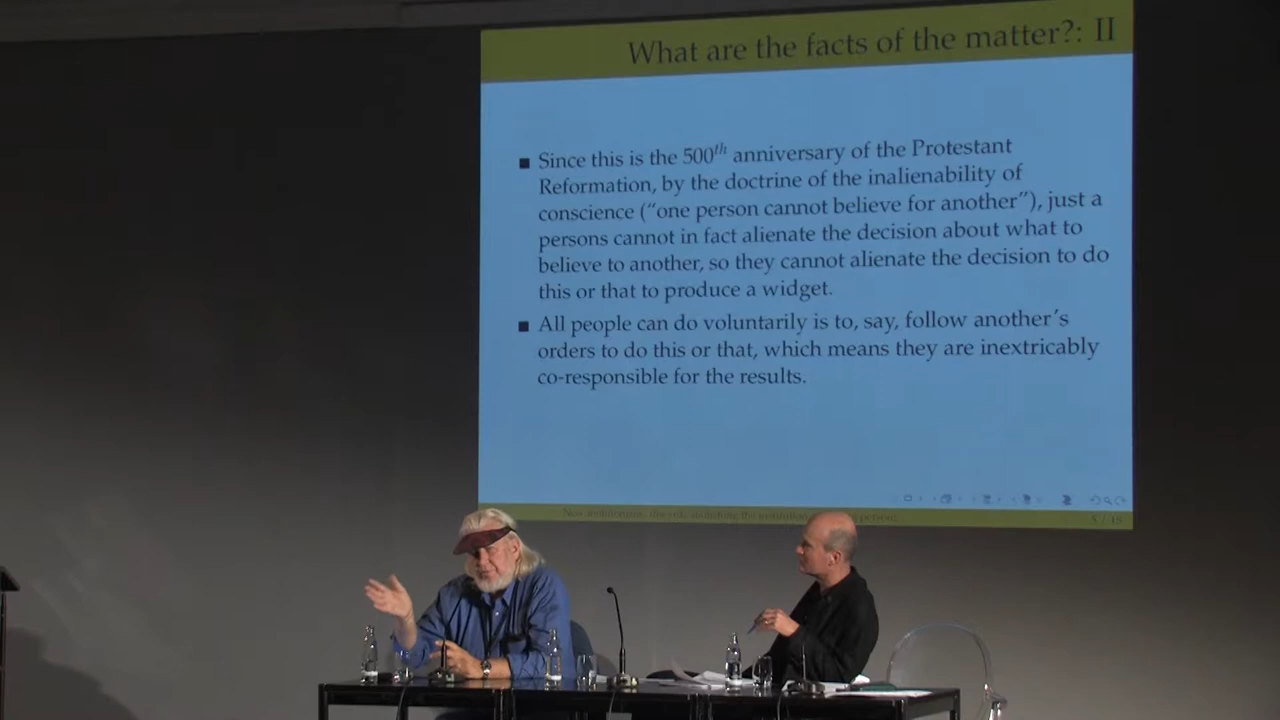 What are the facts of the matter?: II
Since this is the 500th anniversary of the Protestant
Reformation, by the doctrine of the inalienability of
conscience (“one person cannot believe for another”), just a
persons cannot in fact alienate the decision about what to
believe to another, so they cannot alienate the decision to do
this or that to produce a widget.
All people can do voluntarily is to, say, follow another’s
orders to do this or that, which means they are inextricably
co-responsible for the results.